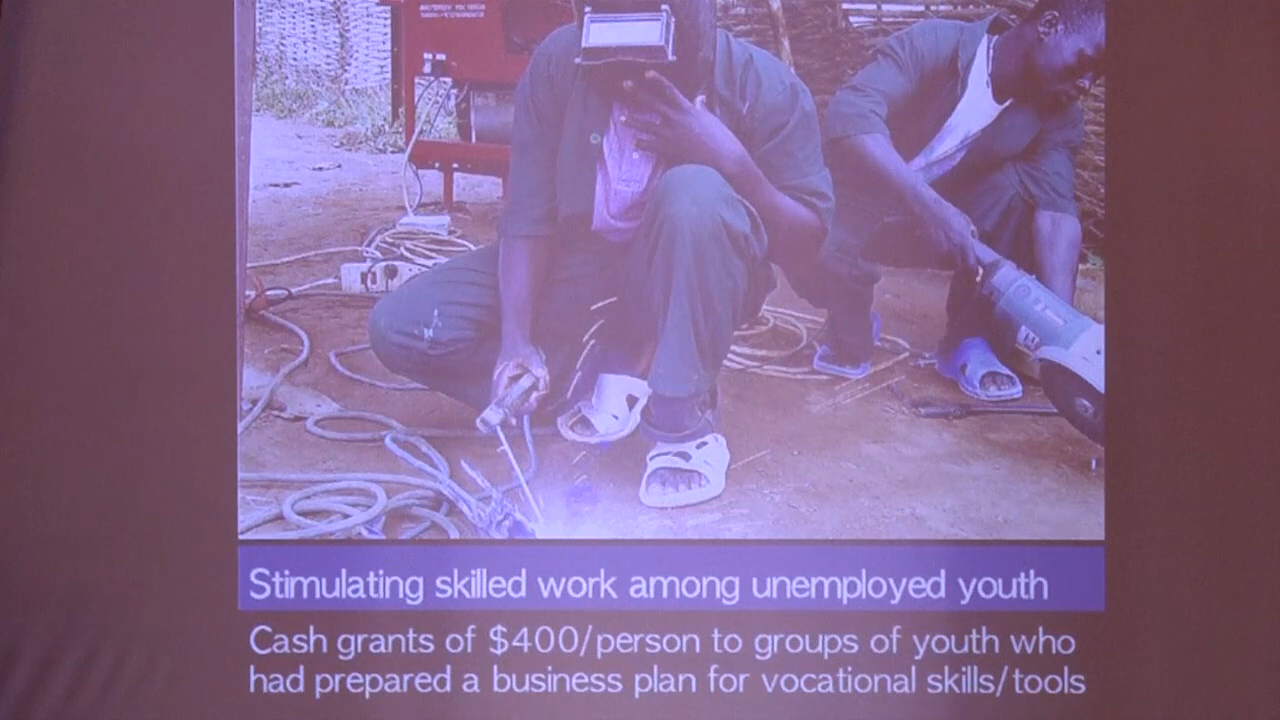 Stimulating skilled work among unemployed youth
Cash grants of $400/person to groups of youth who
had prepared a business plan for vocational skills/tools